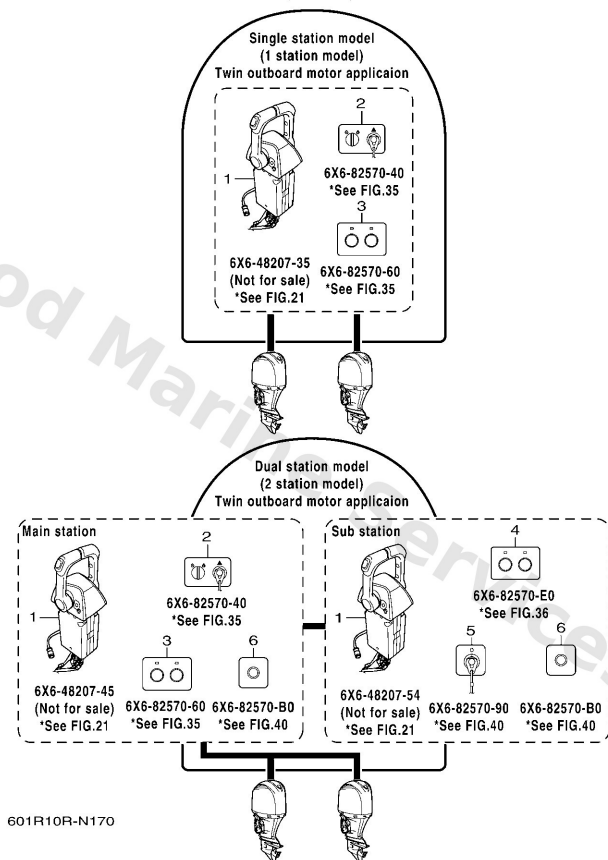 Single station model
(1 station model)
Twin outboard motor applicaion
2
1
6X6-82570-40
*See FIG.35
3
6X6-48207-35
(Not for sale)
*See FIG.21
6X6-82570-60
*See FIG.35
Dual station model
(2 station model)
Twin outboard motor applicaion
Main station
2
1
6X6-82570-40
*See FIG.35
3
6
6X6-48207-45
(Not for sale)
*See FIG.21
6X6-82570-60
*See FIG.35
6X6-82570-B0
*See FIG.40
Sub station
4
1
6X6-82570-E0
*See FIG.36
5
6
6X6-48207-54
(Not for sale)
*See FIG.21
6X6-82570-90
*See FIG.40
6X6-82570-B0
*See FIG.40
601R10R-N170
od Marine Services